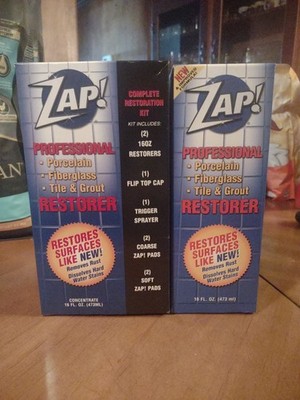 ZAP!
PROFESSIONAL
• Porcelain
• Fiberglass
• Tile & Grout
RESTORER
RESTORES
SURFACES
LIKE NEW!
Removes Rust
Dissolves Hard
Water Stains
CONCENTRATE
16 FL. OZ. (473ML)
COMPLETE
RESTORATION
KIT
KIT INCLUDES:
(2)
16OZ
RESTORERS
(1)
FLIP TOP CAP
(1)
TRIGGER
SPRAYER
(2)
COARSE
ZAP! PADS
(2)
SOFT
ZAP! PADS
NEW
ZAP!
PROFESSIONAL
• Porcelain
• Fiberglass
• Tile & Grout
RESTORER
RESTORES
SURFACES
LIKE NEW!
Removes Rust
Dissolves Hard
Water Stains
16 FL. OZ. (473 ml)
AN